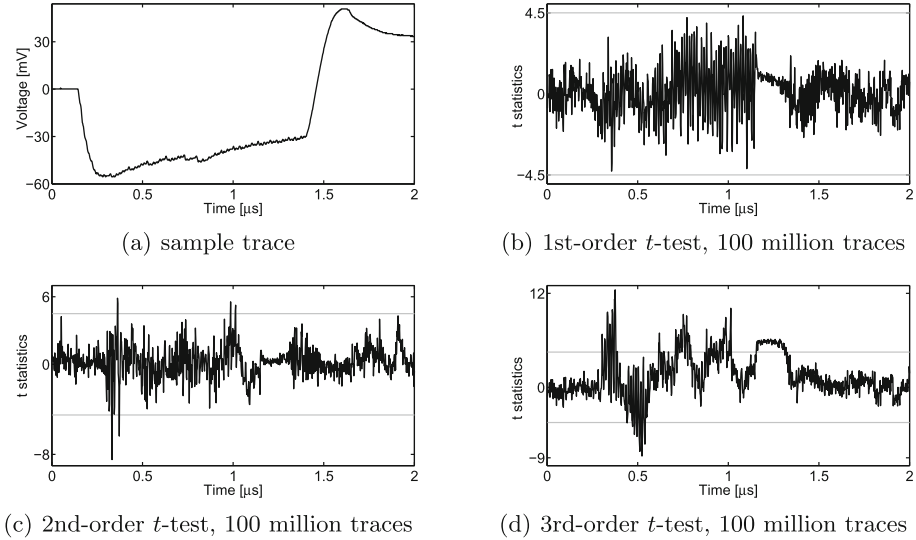 30
0
−30
−60
Voltage [mV]
0 0.5 1 1.5 2
Time [µs]
(a) sample trace
4.5
0
−4.5
t statistics
0 0.5 1 1.5 2
Time [µs]
(b) 1st-order t-test, 100 million traces
6
0
−8
t statistics
0 0.5 1 1.5 2
Time [µs]
(c) 2nd-order t-test, 100 million traces
12
0
−9
t statistics
0 0.5 1 1.5 2
Time [µs]
(d) 3rd-order t-test, 100 million traces